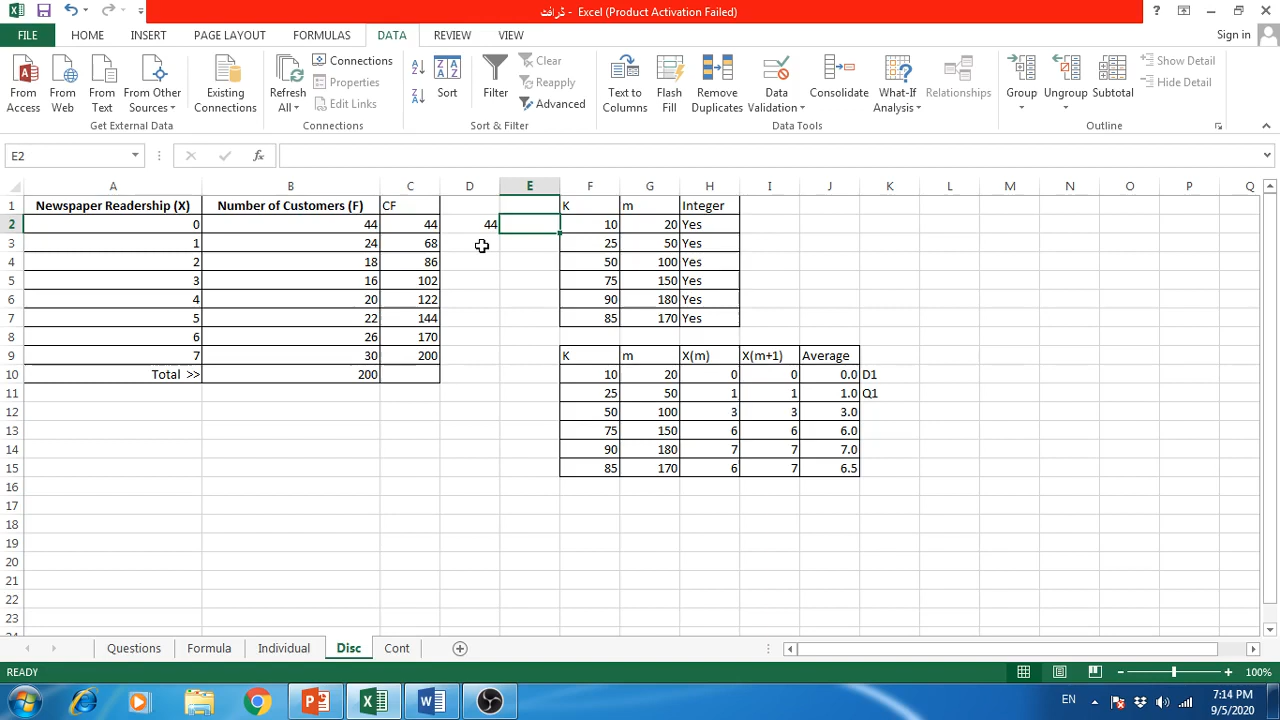 ڈرافت - Excel (Product Activation Failed)
FILE HOME INSERT PAGE LAYOUT FORMULAS DATA REVIEW VIEW Sign in
From Access
From Web
From Text
From Other Sources
Existing Connections
Refresh All
Connections
Properties
Edit Links
Sort
Filter
Clear
Reapply
Advanced
Text to Columns
Flash Fill
Remove Duplicates
Data Validation
Consolidate
What-If Analysis
Relationships
Group
Ungroup
Subtotal
Show Detail
Hide Detail
Get External Data Connections Sort & Filter Data Tools Outline
E2
A B C D E F G H I J K L M N O P Q
1 Newspaper Readership (X) Number of Customers (F) CF K m Integer
2 0 44 44 44 10 20 Yes
3 1 24 68 25 50 Yes
4 2 18 86 50 100 Yes
5 3 16 102 75 150 Yes
6 4 20 122 90 180 Yes
7 5 22 144 85 170 Yes
8 6 26 170
9 7 30 200 K m X(m) X(m+1) Average
10 Total >> 200 10 20 0 0 0.0 D1
11 25 50 1 1 1.0 Q1
12 50 100 3 3 3.0
13 75 150 6 6 6.0
14 90 180 7 7 7.0
15 85 170 6 7 6.5
16
17
18
19
20
21
22
23
24
Questions Formula Individual Disc Cont
READY 100%
EN 7:14 PM
9/5/2020